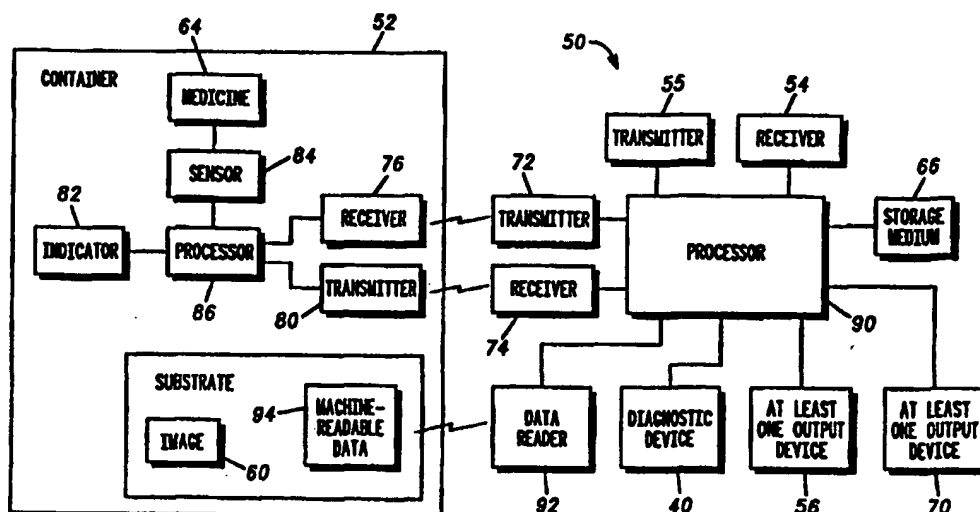 52
50
64
CONTAINER
MEDICINE
55
54
TRANSMITTER
RECEIVER
SENSOR
84
76
72
66
82
RECEIVER
TRANSMITTER
STORAGE
MEDIUM
INDICATOR
PROCESSOR
PROCESSOR
TRANSMITTER
RECEIVER
86
80
74
90
SUBSTRATE
94
MACHINE-
READABLE
DATA
IMAGE
60
DATA
READER
DIAGNOSTIC
DEVICE
AT LEAST
ONE OUTPUT
DEVICE
AT LEAST
ONE OUTPUT
DEVICE
92
40
56
70